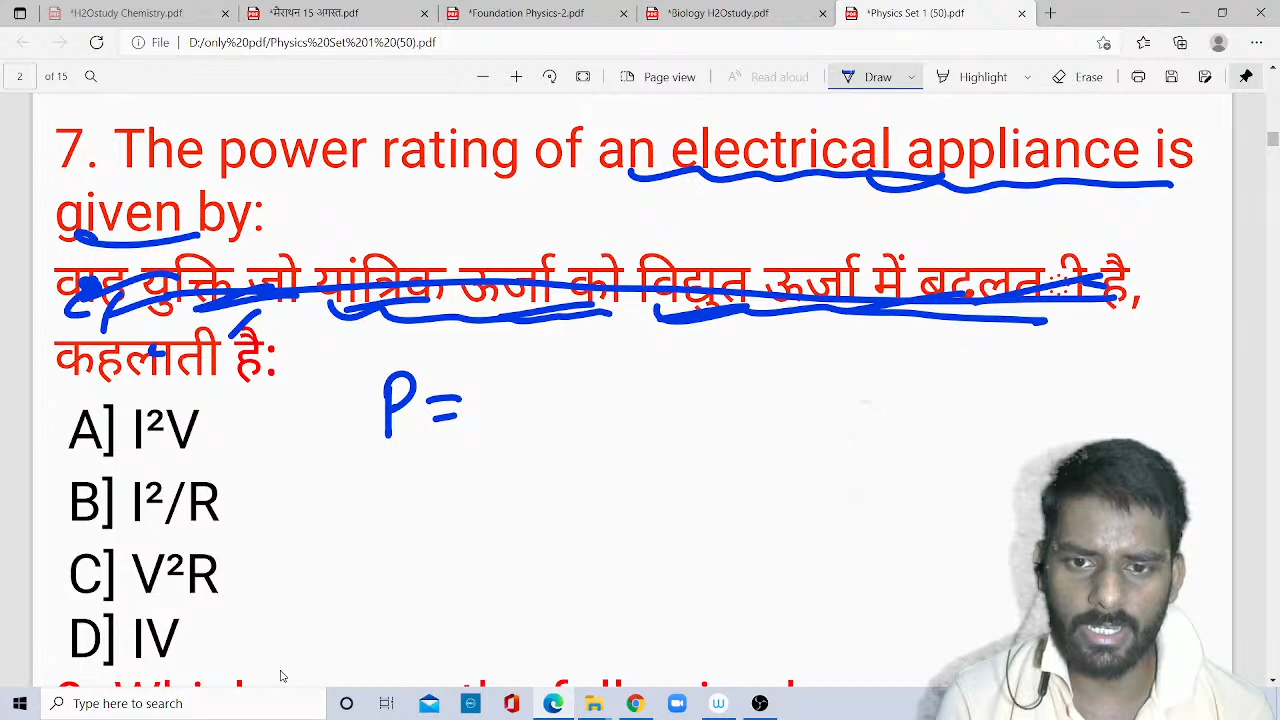 *H2Ostudy Chemistry.pdf
*मैराथन 15 अगस्त.pdf
*Foundation Physics-2.pdf
*Biology H2Ostudy.pdf
*Physics Set 1 (50).pdf
File D:/only%20pdf/Physics%20Set%201%20(50).pdf
2 of 15 Page view Read aloud Draw Highlight Erase
7. The power rating of an electrical appliance is
given by:
वाह युक्ति जो यांत्रिक ऊर्जा को विद्युत ऊर्जा में बदलत ी है,
कहलाती है:
P=
A] I²V
B] I²/R
C] V²R
D] IV
Type here to search